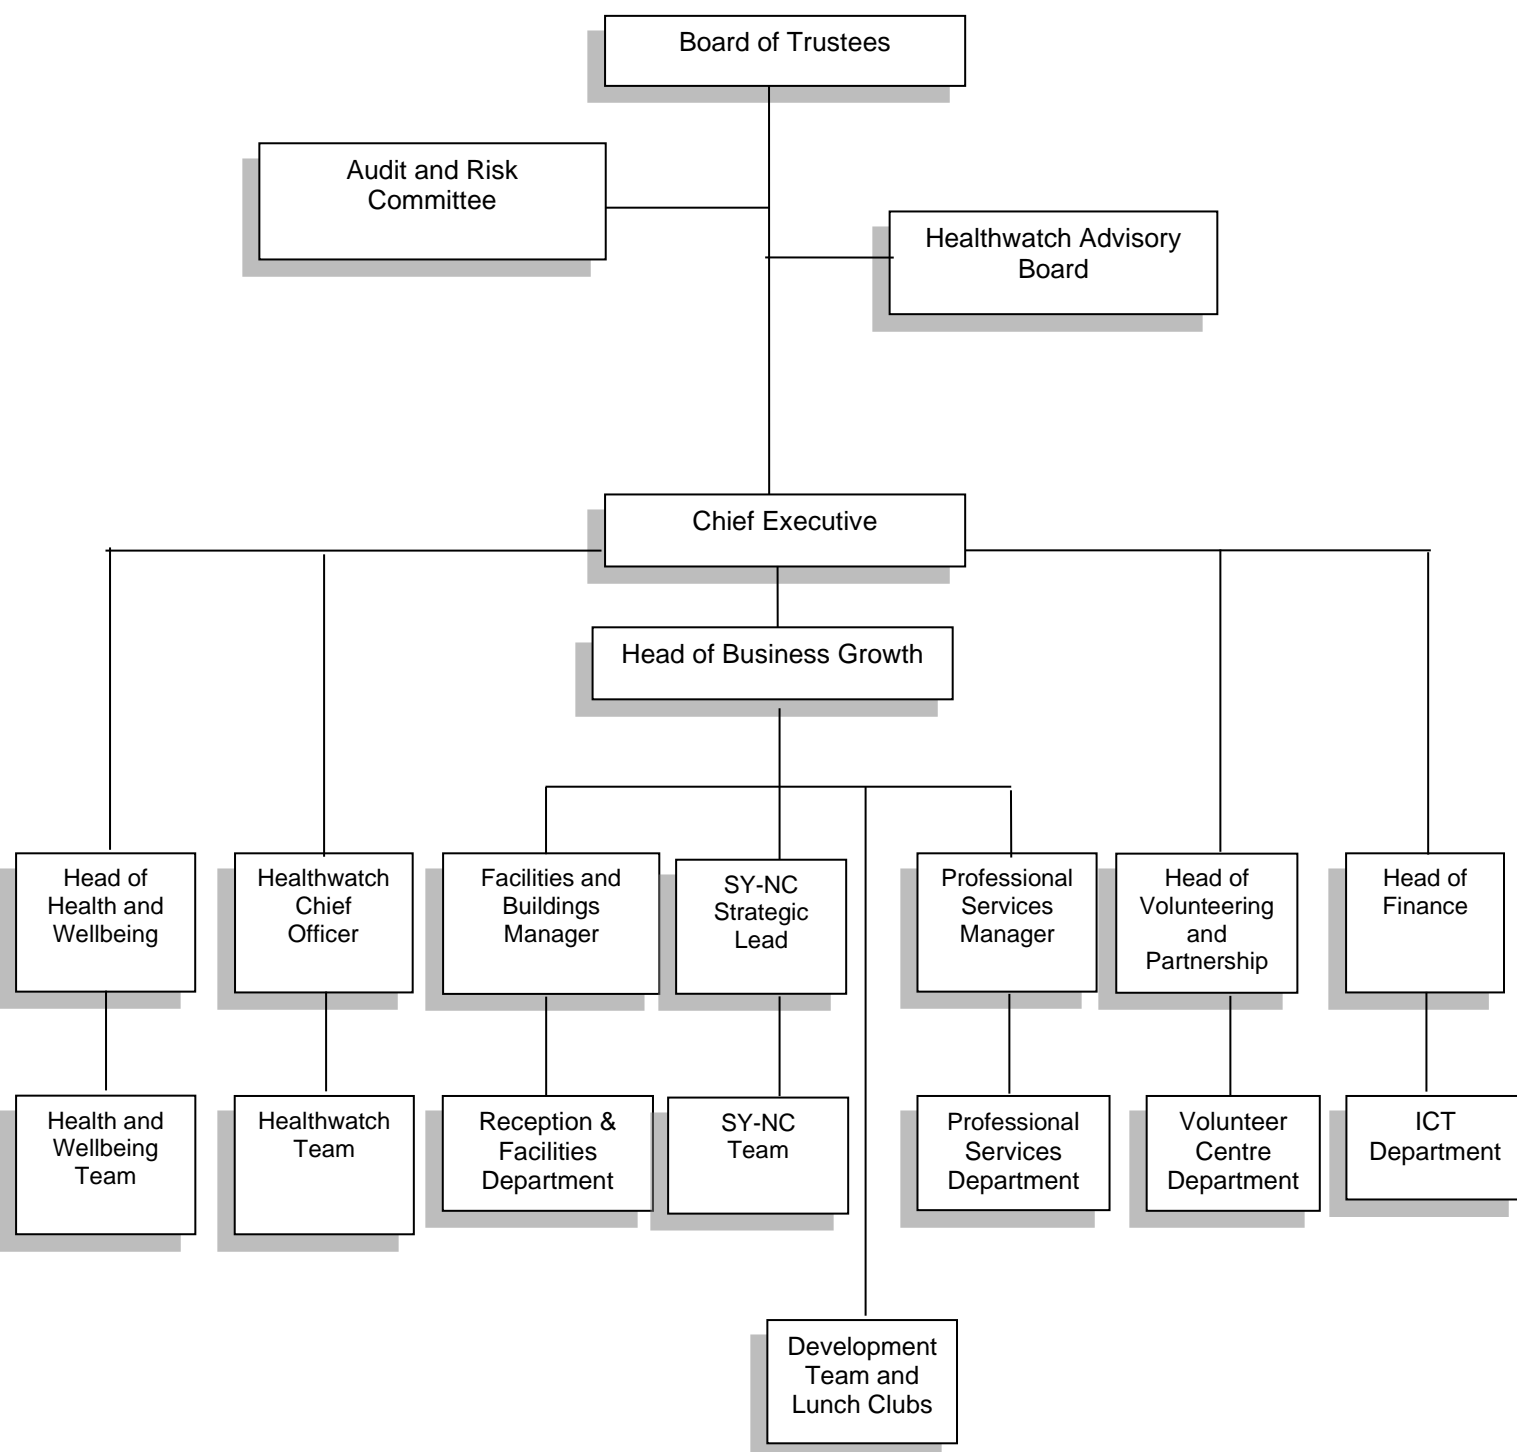 Board of Trustees
Audit and Risk
Committee
Healthwatch Advisory
Board
Chief Executive
Head of Business Growth
Head of
Health and
Wellbeing
Healthwatch
Chief
Officer
Facilities and
Buildings
Manager
SY-NC
Strategic
Lead
Professional
Services
Manager
Head of
Volunteering
and
Partnership
Head of
Finance
Health and
Wellbeing
Team
Healthwatch
Team
Reception &
Facilities
Department
SY-NC
Team
Professional
Services
Department
Volunteer
Centre
Department
ICT
Department
Development
Team and
Lunch Clubs